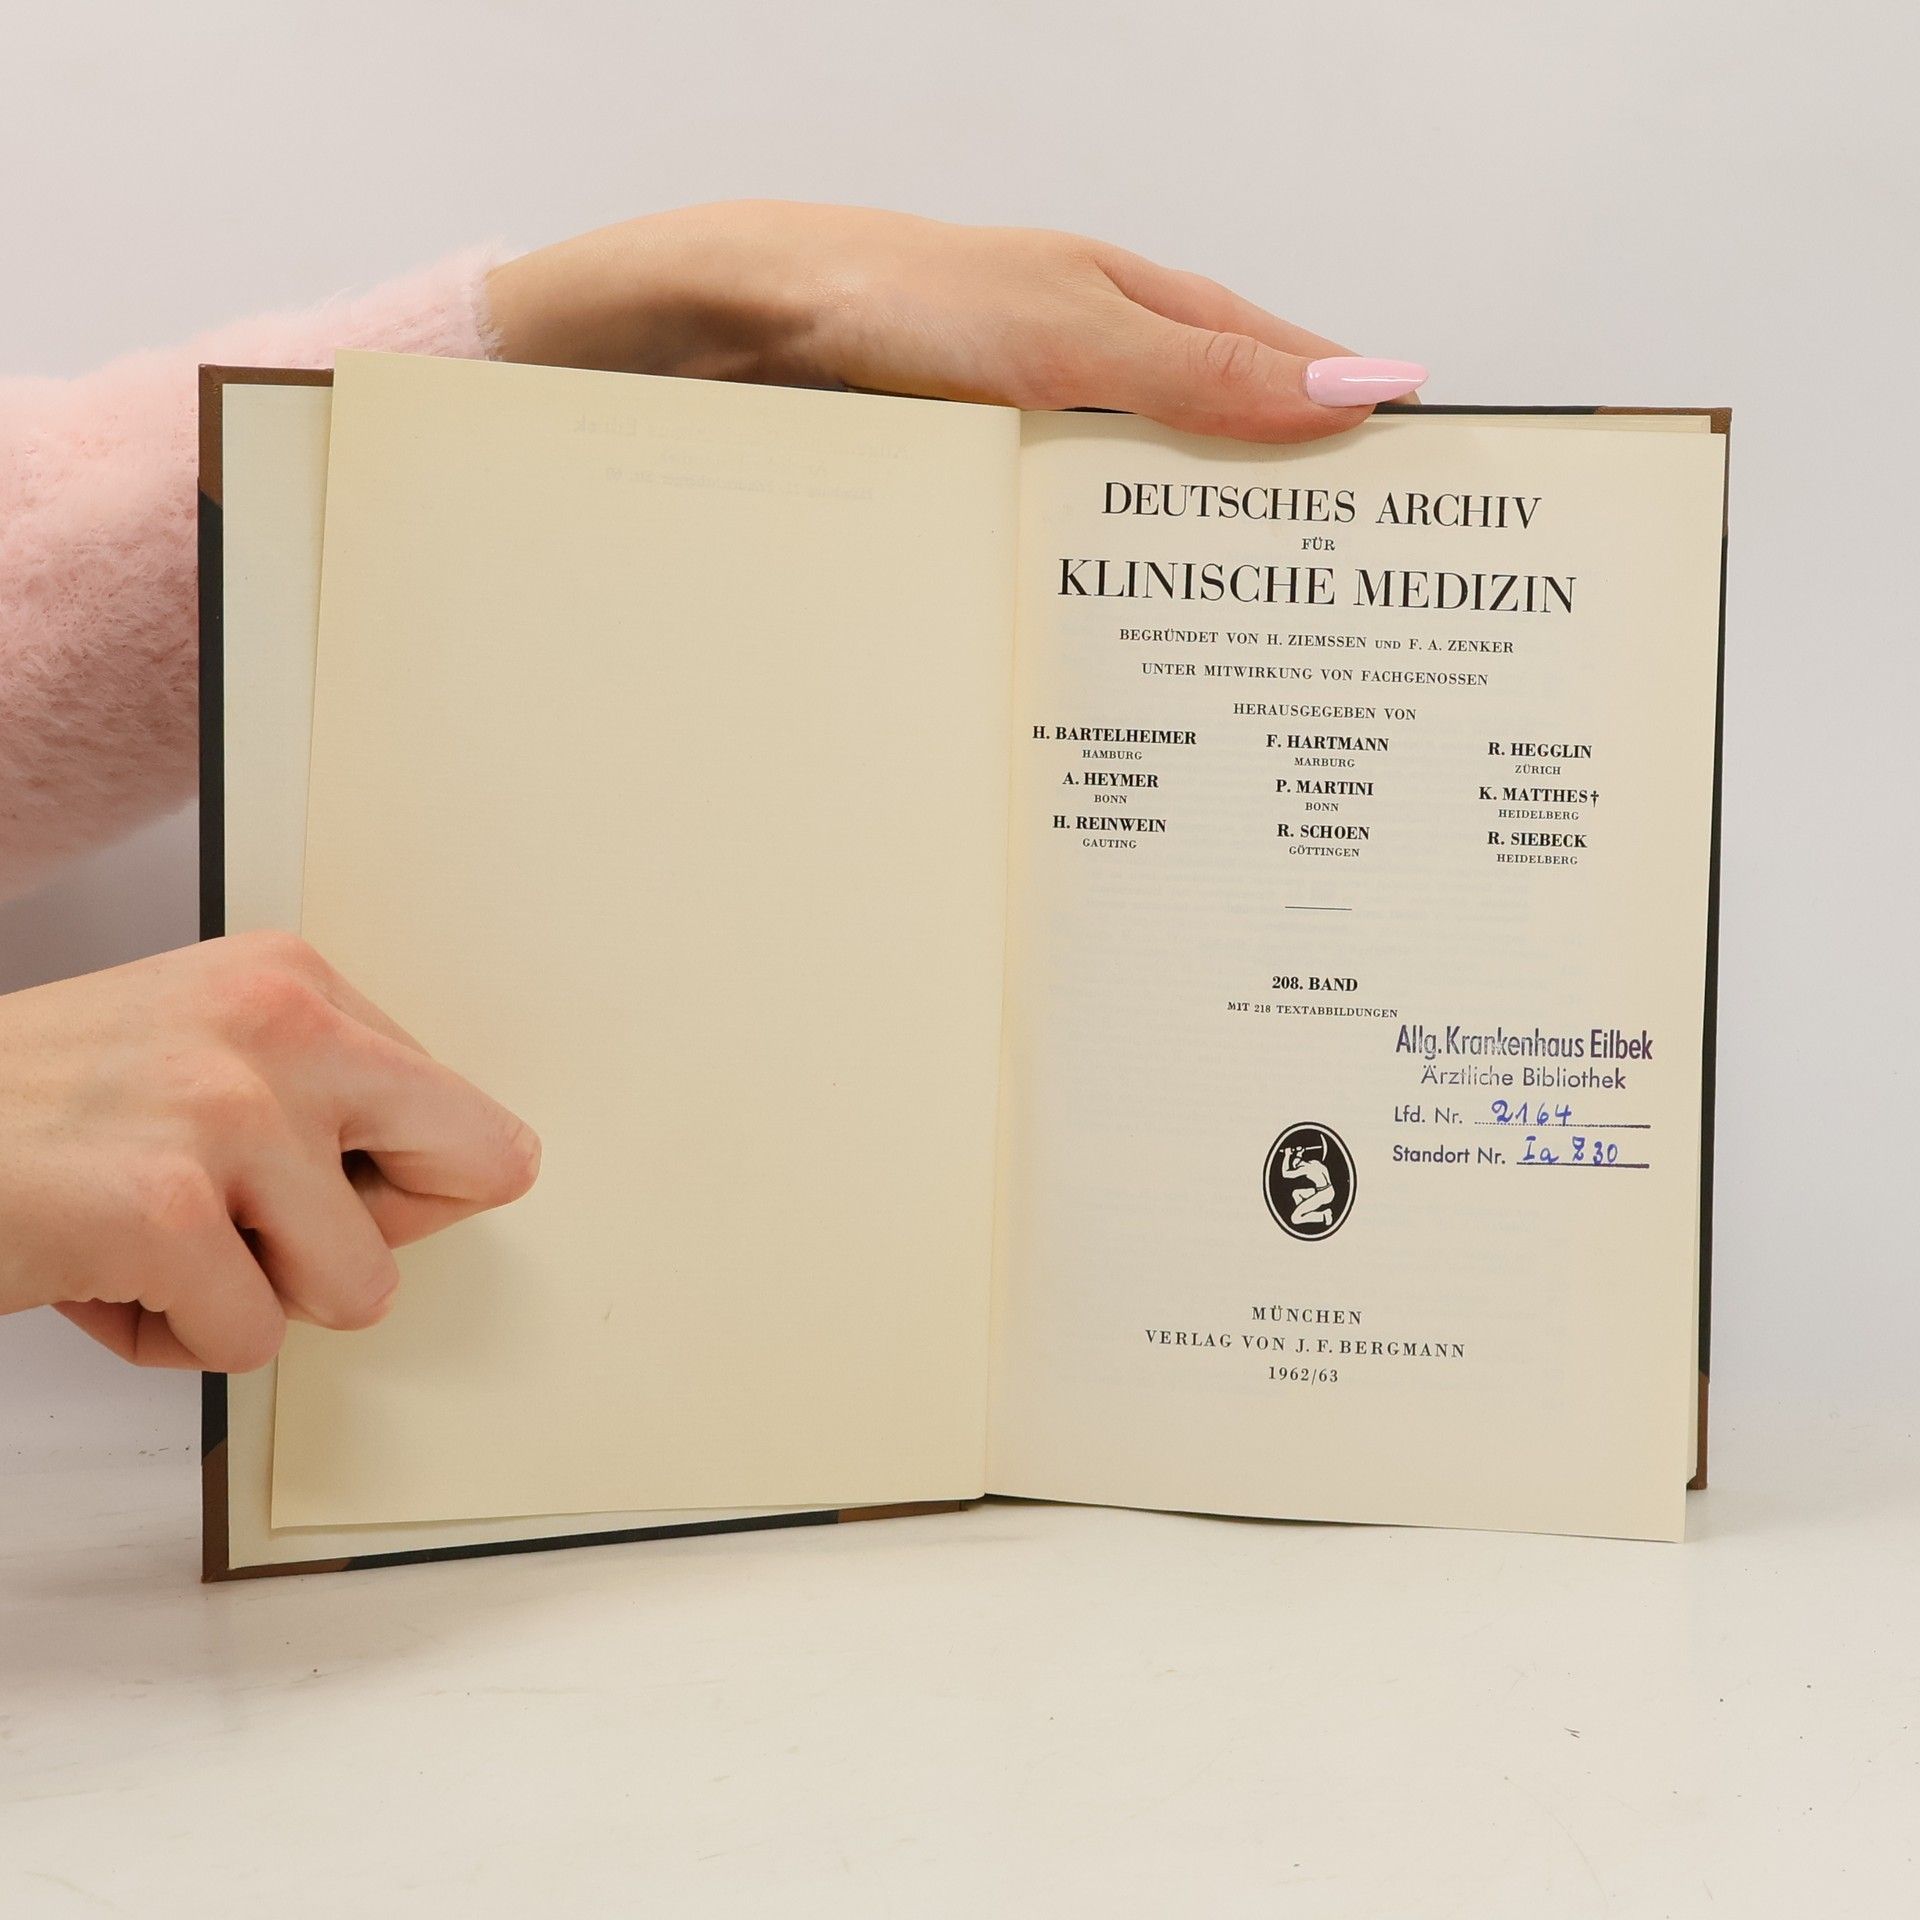 DEUTSCHES ARCHIV
FÜR
KLINISCHE MEDIZIN
BEGRÜNDET VON H. ZIEMSSEN UND F. A. ZENKER
UNTER MITWIRKUNG VON FACHGENOSSEN
HERAUSGEGEBEN VON
H. BARTELHEIMER F. HARTMANN R. HEGGLIN
HAMBURG MARBURG ZÜRICH
A. HEYMER P. MARTINI K. MATTHES†
BONN BONN HEIDELBERG
H. REINWEIN R. SCHOEN R. SIEBECK
GAUTING GÖTTINGEN HEIDELBERG
208. BAND
MIT 218 TEXTABBILDUNGEN
Allg. Krankenhaus Eilbek
Ärztliche Bibliothek
Lfd. Nr. 2164
Standort Nr. Ia Z 30
MÜNCHEN
VERLAG VON J. F. BERGMANN
1962/63